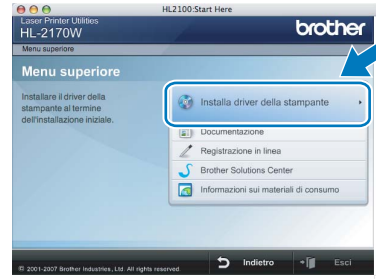 HL2100:Start Here
Laser Printer Utilities
HL-2170W
brother
Menu superiore
Menu superiore
Installare il driver della
stampante al termine
dell'installazione iniziale.
Installa driver della stampante
Documentazione
Registrazione in linea
Brother Solutions Center
Informazioni sui materiali di consumo
© 2001-2007 Brother Industries, Ltd. All rights reserved.
Indietro
Esci